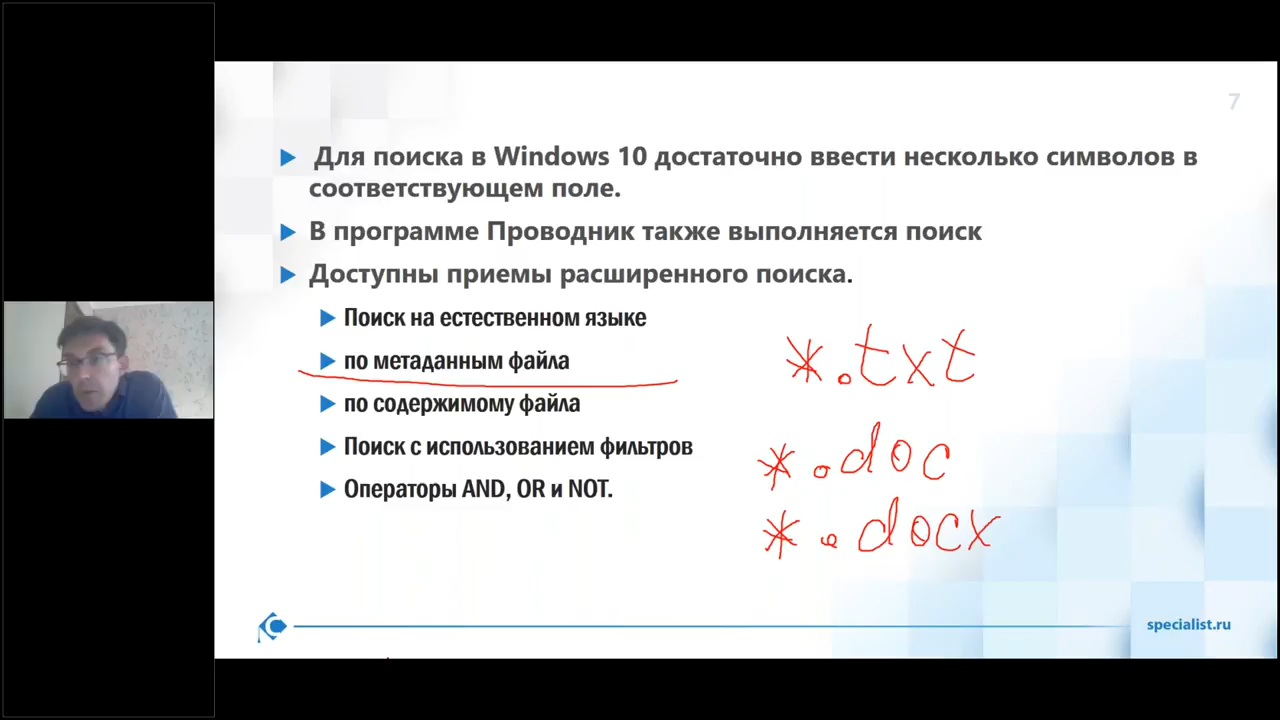 7
Для поиска в Windows 10 достаточно ввести несколько символов в
соответствующем поле.
В программе Проводник также выполняется поиск
Доступны приемы расширенного поиска.
Поиск на естественном языке
по метаданным файла
по содержимому файла
Поиск с использованием фильтров
Операторы AND, OR и NOT.
*.txt
*.doc
*.docx
specialist.ru